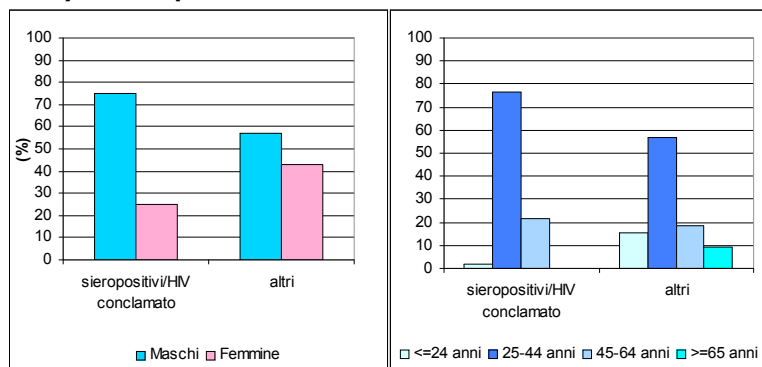 100
90
80
70
60
50
40
30
20
10
0
(%)
sieropositivi/HIV
conclamato
altri
Maschi Femmine
100
90
80
70
60
50
40
30
20
10
0
sieropositivi/HIV
conclamato
altri
<=24 anni 25-44 anni 45-64 anni >=65 anni